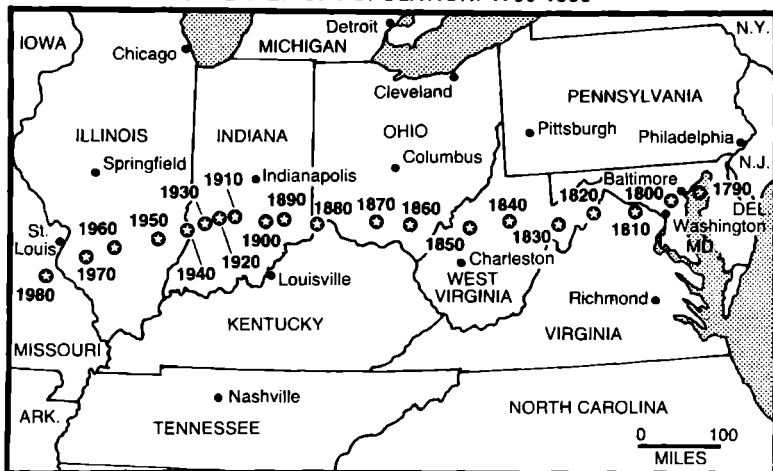 Detroit
N.Y.
IOWA
Chicago
MICHIGAN
Cleveland
PENNSYLVANIA
ILLINOIS
INDIANA
OHIO
Pittsburgh
Philadelphia
Springfield
1910
Indianapolis
Columbus
N.J.
1930
Baltimore
1800
1790
St.
Louis
1960
1950
1890
1880
1870
1860
1840
1820
DEL
Washington
MD
1970
1940
1920
1900
1850
1830
1810
1980
Charleston
Louisville
WEST
VIRGINIA
Richmond
KENTUCKY
VIRGINIA
MISSOURI
Nashville
ARK.
TENNESSEE
NORTH CAROLINA
0 100
MILES